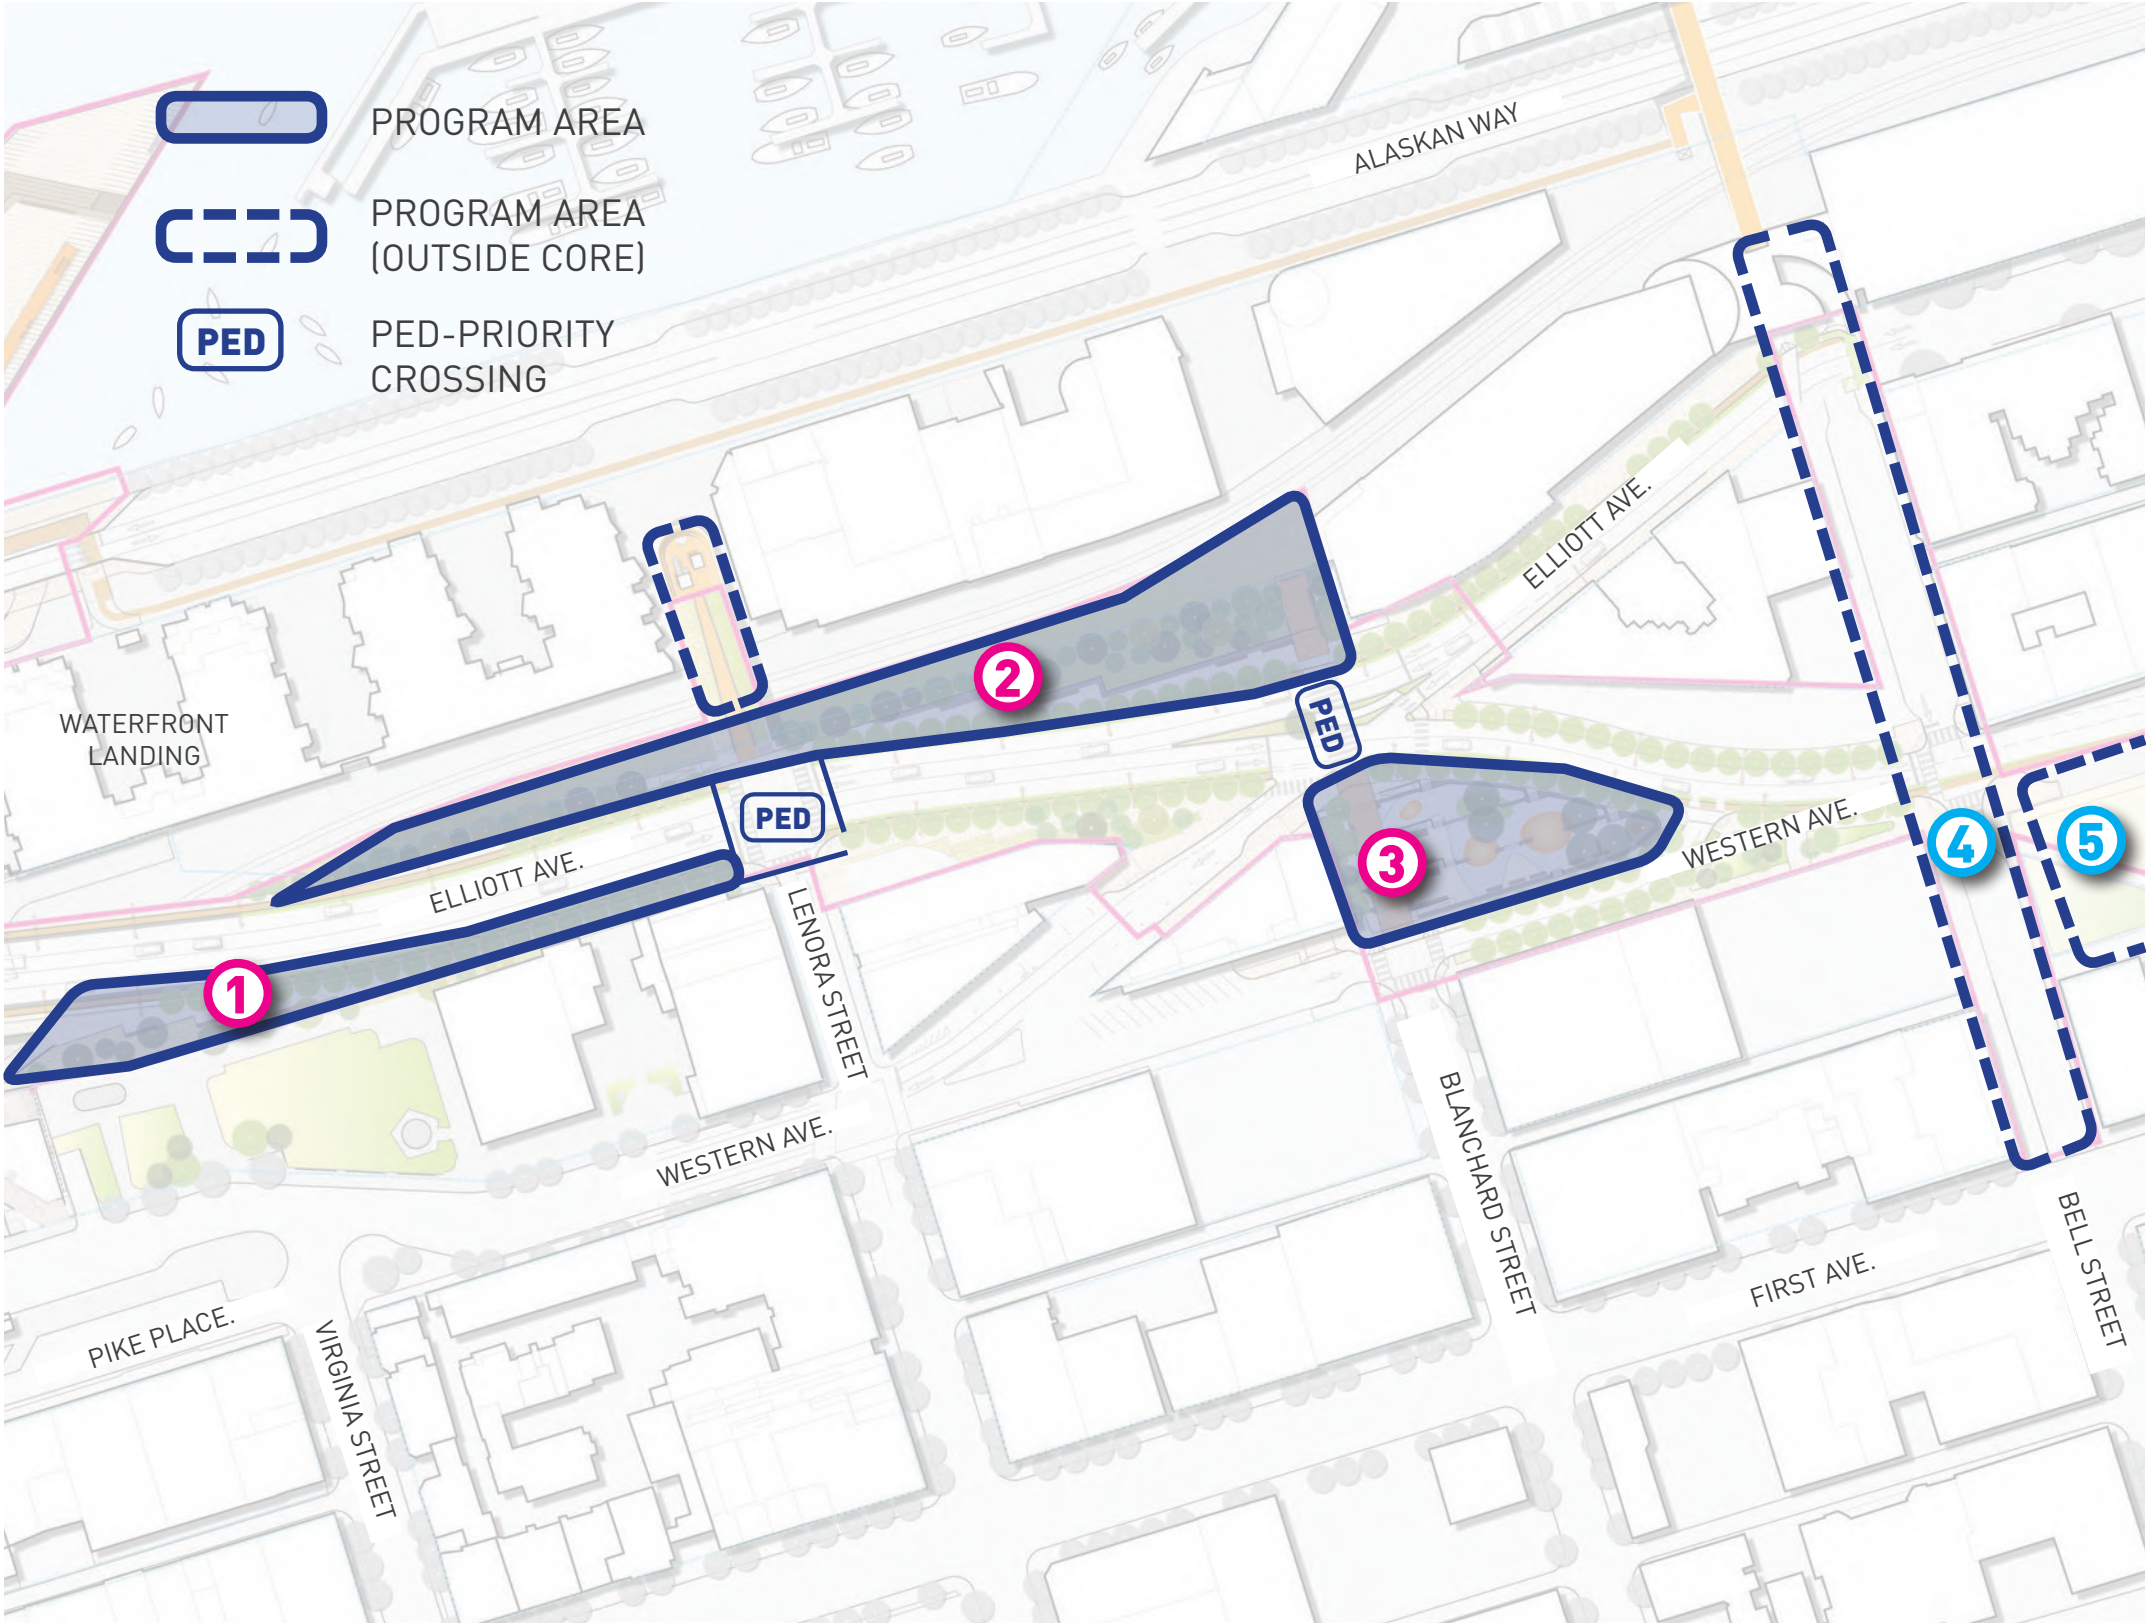 PROGRAM AREA
PROGRAM AREA
(OUTSIDE CORE)
PED
PED-PRIORITY
CROSSING
ALASKAN WAY
ELLIOTT AVE.
2
PED
WATERFRONT
LANDING
PED
WESTERN AVE.
4
5
3
ELLIOTT AVE.
LENORA STREET
1
BLANCHARD STREET
WESTERN AVE.
BELL STREET
FIRST AVE.
PIKE PLACE.
VIRGINIA STREET